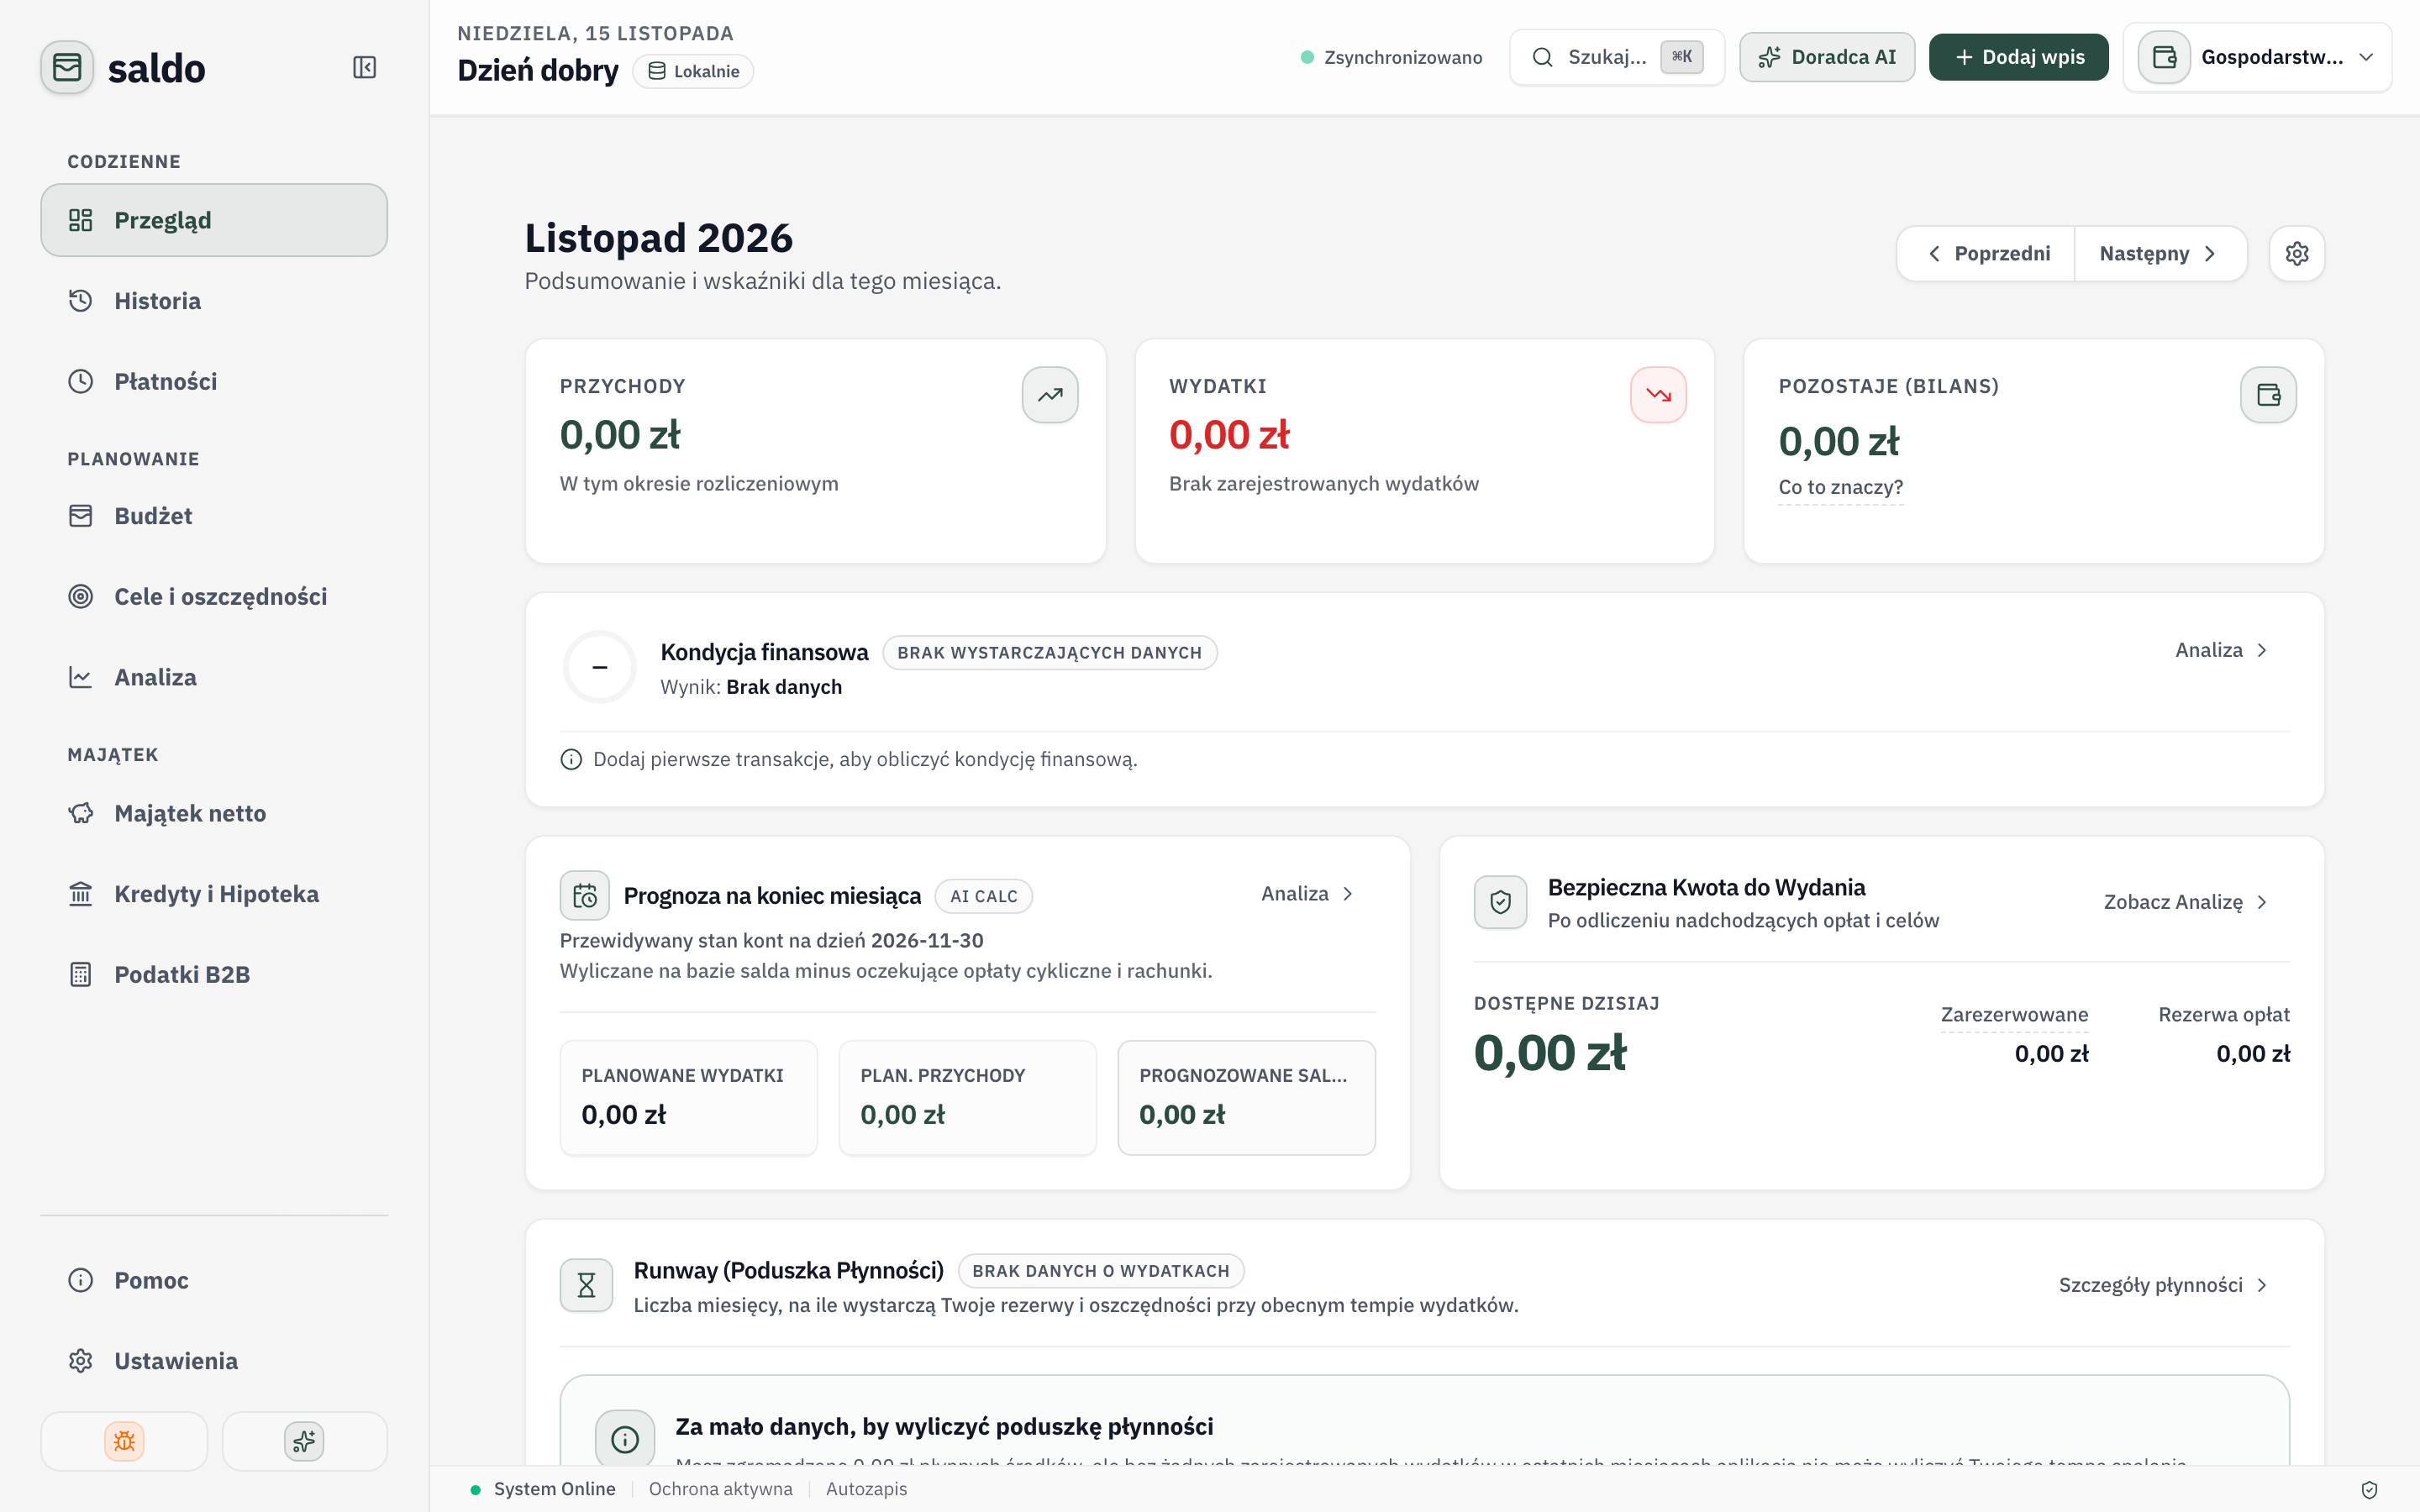 saldo
CODZIENNE
Przegląd
Historia
Płatności
PLANOWANIE
Budżet
Cele i oszczędności
Analiza
MAJĄTEK
Majątek netto
Kredyty i Hipoteka
Podatki B2B
Pomoc
Ustawienia
NIEDZIELA, 15 LISTOPADA
Dzień dobry
Lokalnie
Zsynchronizowano
Szukaj...
⌘K
Doradca AI
Dodaj wpis
Gospodarstw...
Listopad 2026
Podsumowanie i wskaźniki dla tego miesiąca.
Poprzedni
Następny
PRZYCHODY
0,00 zł
W tym okresie rozliczeniowym
WYDATKI
0,00 zł
Brak zarejestrowanych wydatków
POZOSTAJE (BILANS)
0,00 zł
Co to znaczy?
–
Kondycja finansowa
BRAK WYSTARCZAJĄCYCH DANYCH
Wynik: Brak danych
Analiza
Dodaj pierwsze transakcje, aby obliczyć kondycję finansową.
Prognoza na koniec miesiąca
AI CALC
Analiza
Przewidywany stan kont na dzień 2026-11-30
Wyliczane na bazie salda minus oczekujące opłaty cykliczne i rachunki.
PLANOWANE WYDATKI
0,00 zł
PLAN. PRZYCHODY
0,00 zł
PROGNOZOWANE SAL...
0,00 zł
Bezpieczna Kwota do Wydania
Po odliczeniu nadchodzących opłat i celów
Zobacz Analizę
DOSTĘPNE DZISIAJ
0,00 zł
Zarezerwowane
0,00 zł
Rezerwa opłat
0,00 zł
Runway (Poduszka Płynności)
BRAK DANYCH O WYDATKACH
Liczba miesięcy, na ile wystarczą Twoje rezerwy i oszczędności przy obecnym tempie wydatków.
Szczegóły płynności
Za mało danych, by wyliczyć poduszkę płynności
System Online
Ochrona aktywna
Autozapis